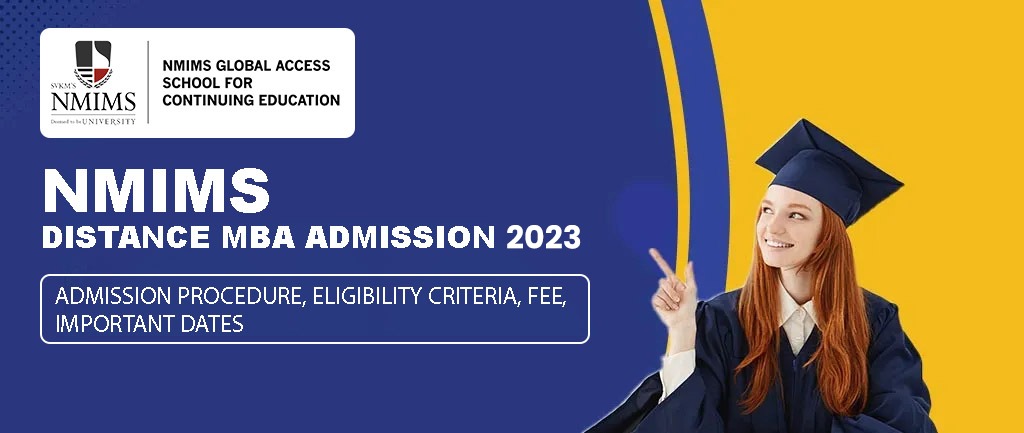 SVKM'S
NMIMS
Deemed to be UNIVERSITY
NMIMS GLOBAL ACCESS
SCHOOL FOR
CONTINUING EDUCATION
NMIMS
DISTANCE MBA ADMISSION 2023
ADMISSION PROCEDURE, ELIGIBILITY CRITERIA, FEE,
IMPORTANT DATES